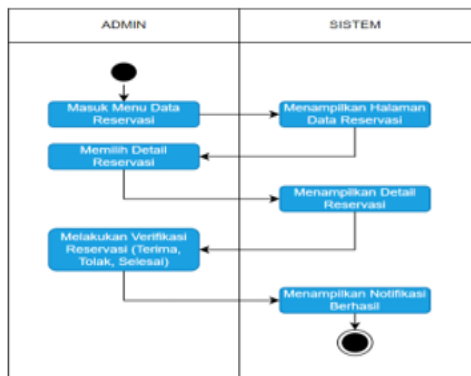 ADMIN
SISTEM
Masuk Menu Data
Reservasi
Menampilkan Halaman
Data Reservasi
Memilih Detail
Reservasi
Menampilkan Detail
Reservasi
Melakukan Verifikasi
Reservasi (Terima,
Tolak, Selesai)
Menampilkan Notifikasi
Berhasil